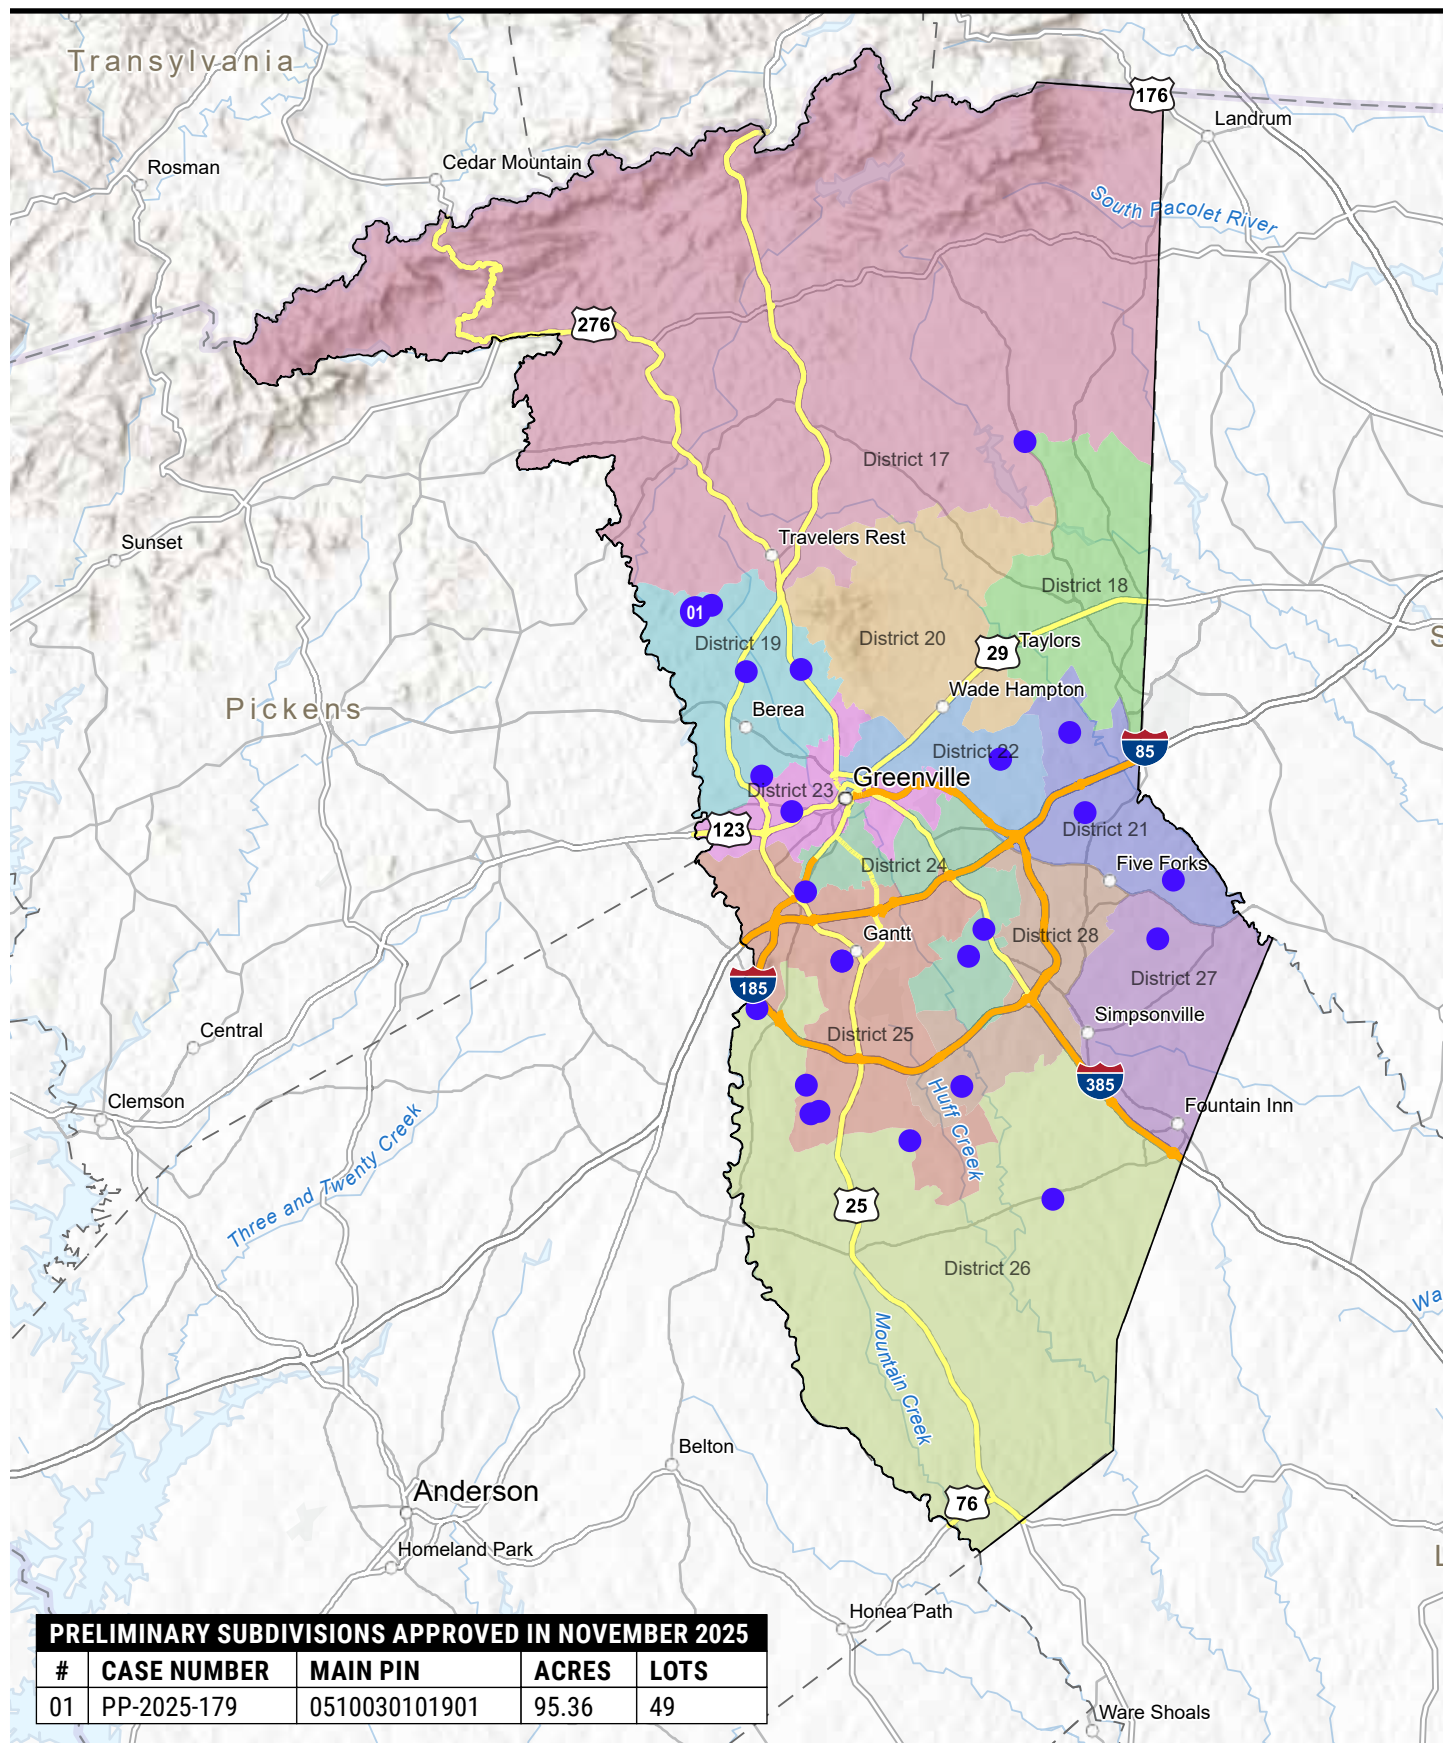 Transylvania
176
Landrum
Rosman
Cedar Mountain
South Pacolet River
276
District 17
Travelers Rest
Sunset
District 18
01
District 19
District 20
29
Taylors
Wade Hampton
Pickens
Berea
District 22
85
Greenville
District 23
123
District 21
District 24
Five Forks
Gantt
District 28
District 27
185
Simpsonville
Central
District 25
385
Huff Creek
Clemson
Fountain Inn
Three and Twenty Creek
25
District 26
Mountain Creek
Belton
Anderson
76
Homeland Park
Honea Path
PRELIMINARY SUBDIVISIONS APPROVED IN NOVEMBER 2025
# CASE NUMBER MAIN PIN ACRES LOTS
01 PP-2025-179 0510030101901 95.36 49
Ware Shoals